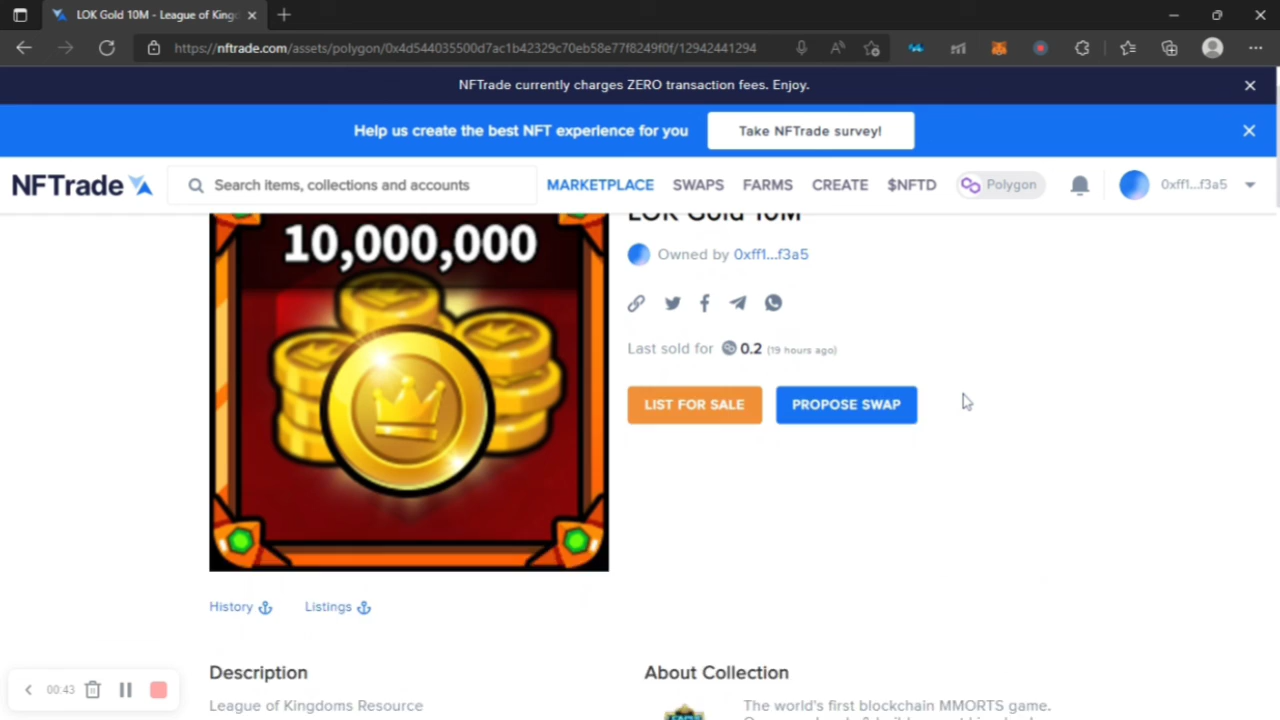 LOK Gold 10M - League of King
https://nftrade.com/assets/polygon/0x4d544035500d7ac1b42329c70eb58e77f8249f0f/12942441294
NFTrade currently charges ZERO transaction fees. Enjoy.
Help us create the best NFT experience for you
Take NFTrade survey!
NFTrade
Search items, collections and accounts
MARKETPLACE
SWAPS
FARMS
CREATE
$NFTD
Polygon
0xff1...f3a5
LOK Gold 10M
10,000,000
Owned by 0xff1...f3a5
Last sold for 0.2 (19 hours ago)
LIST FOR SALE
PROPOSE SWAP
History
Listings
Description
League of Kingdoms Resource
About Collection
The world's first blockchain MMORTS game.
00:43